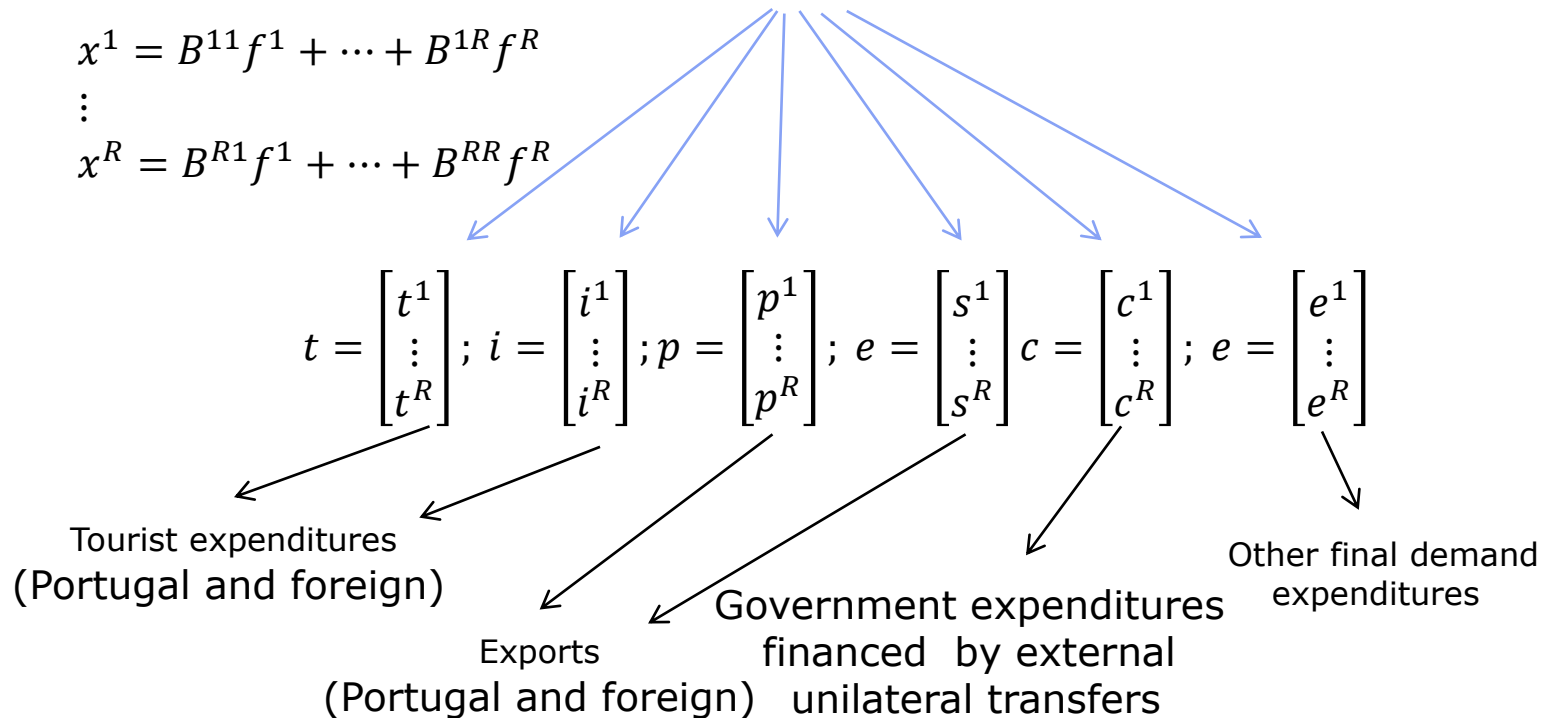 x¹ = B¹¹f¹ + ⋯ + B¹ᴿfᴿ
⋮
xᴿ = Bᴿ¹f¹ + ⋯ + Bᴿᴿfᴿ
t = [t¹ ⋮ tᴿ] ; i = [i¹ ⋮ iᴿ] ; p = [p¹ ⋮ pᴿ] ; e = [s¹ ⋮ sᴿ] c = [c¹ ⋮ cᴿ] ; e = [e¹ ⋮ eᴿ]
Tourist expenditures
(Portugal and foreign)
Exports
(Portugal and foreign)
Government expenditures
financed by external
unilateral transfers
Other final demand
expenditures